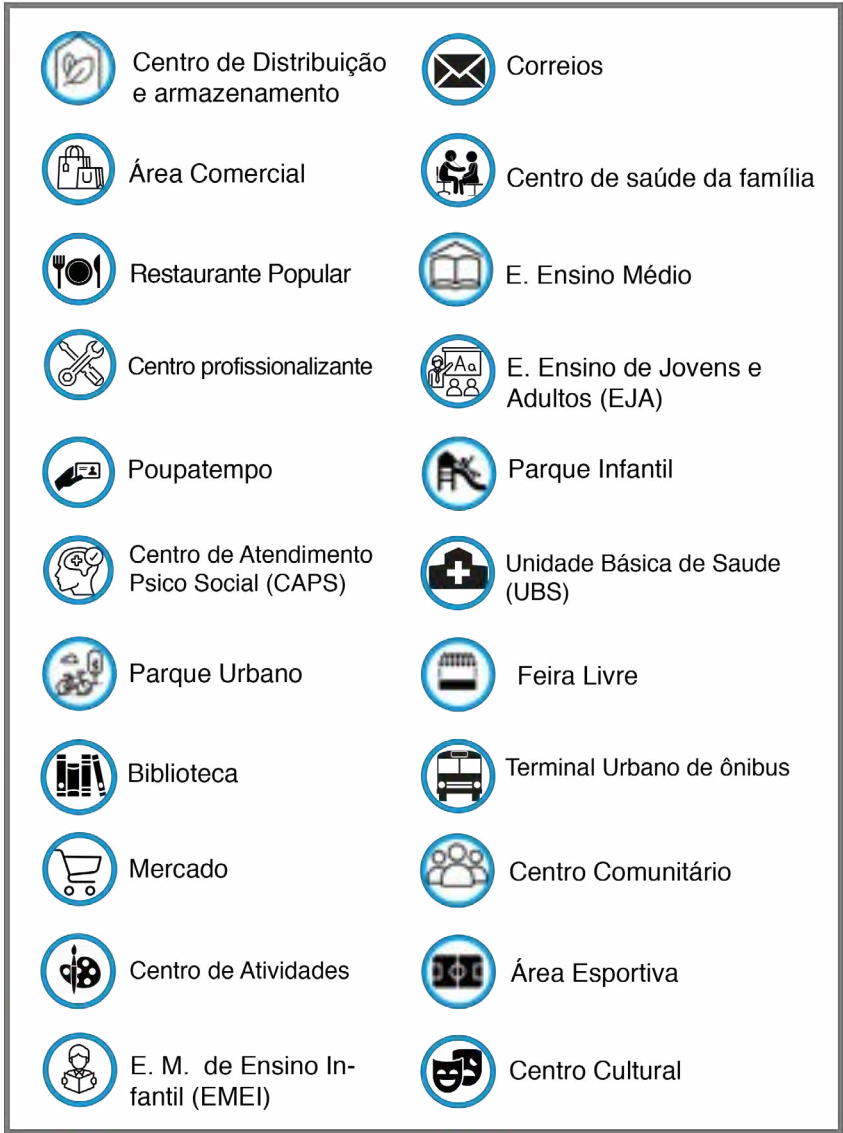 Centro de Distribuição
e armazenamento
Área Comercial
Restaurante Popular
Centro profissionalizante
Poupatempo
Centro de Atendimento
Psico Social (CAPS)
Parque Urbano
Biblioteca
Mercado
Centro de Atividades
E. M. de Ensino In-
fantil (EMEI)
Correios
Centro de saúde da família
E. Ensino Médio
Aa
E. Ensino de Jovens e
Adultos (EJA)
Parque Infantil
Unidade Básica de Saude
(UBS)
Feira Livre
Terminal Urbano de ônibus
Centro Comunitário
Área Esportiva
Centro Cultural